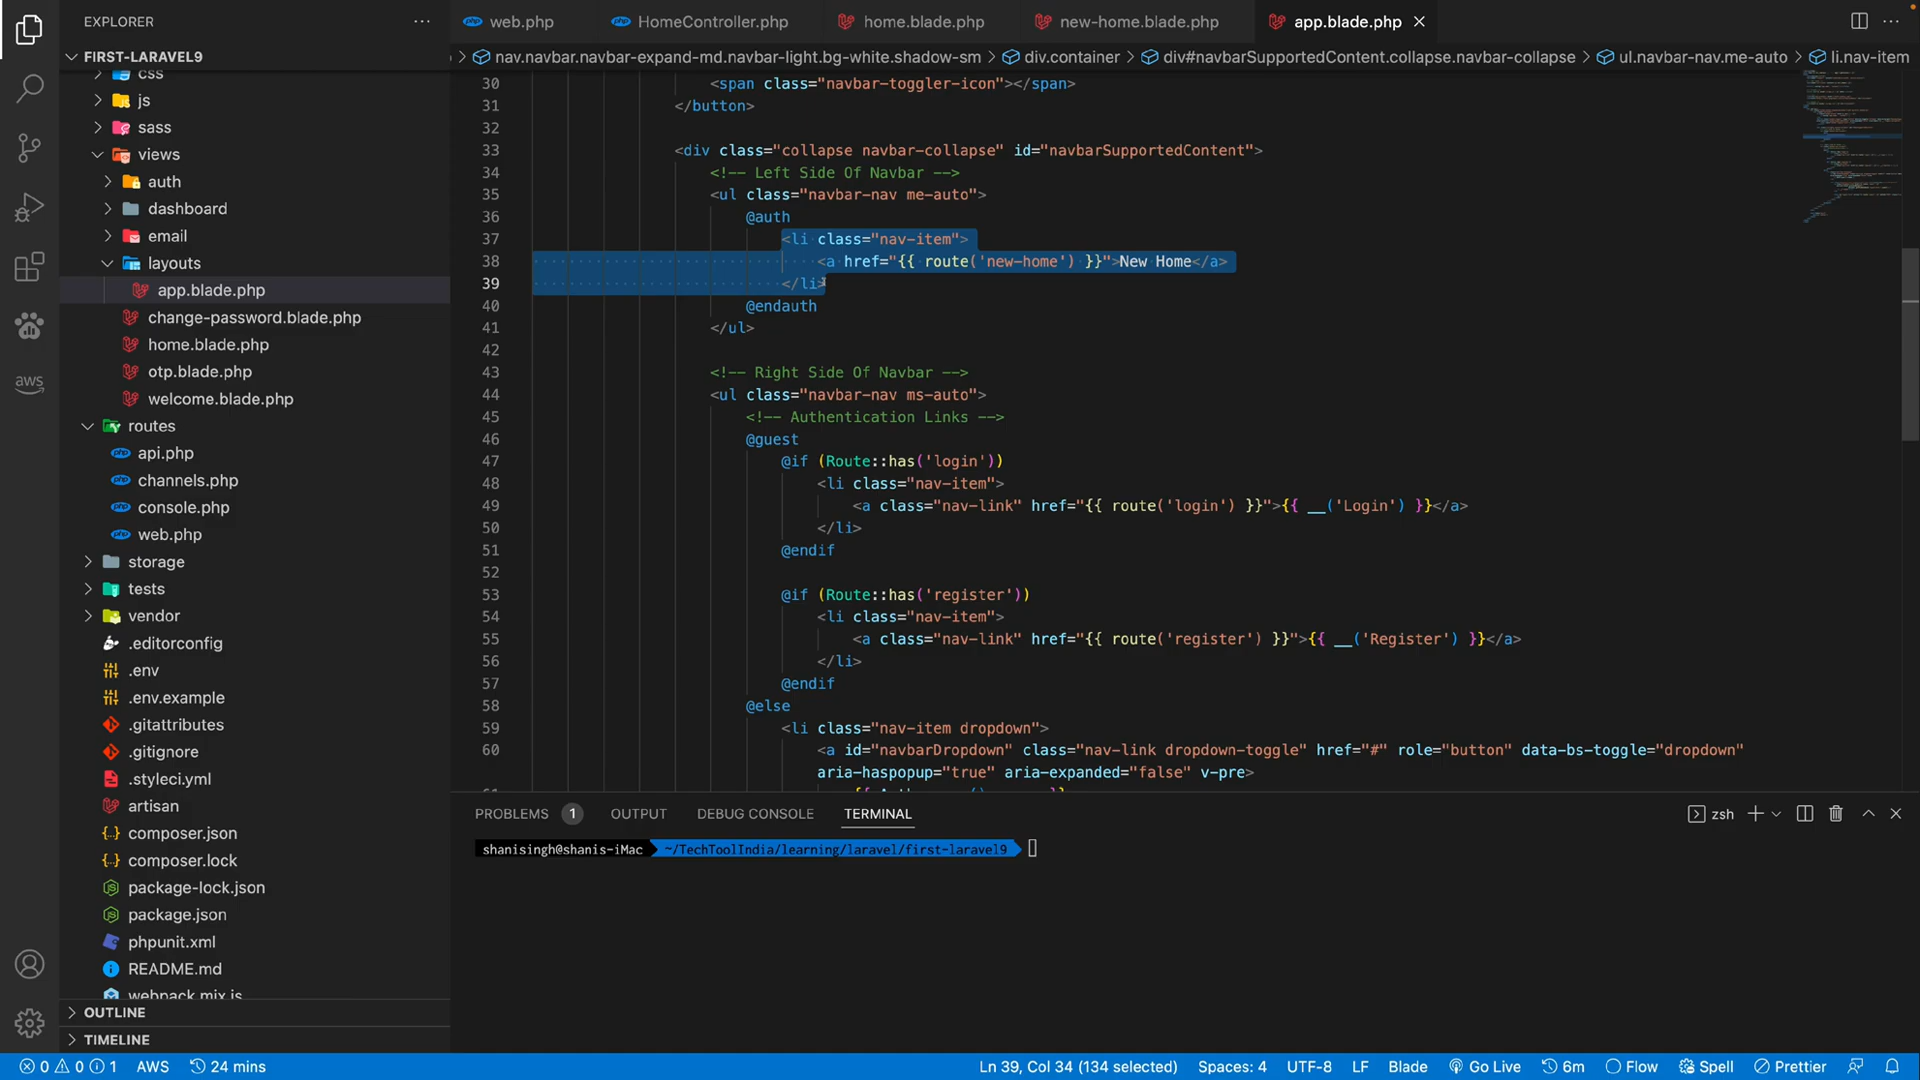 EXPLORER
FIRST-LARAVEL9
css
js
sass
views
auth
dashboard
email
layouts
app.blade.php
change-password.blade.php
home.blade.php
otp.blade.php
welcome.blade.php
routes
api.php
channels.php
console.php
web.php
storage
tests
vendor
.editorconfig
.env
.env.example
.gitattributes
.gitignore
.styleci.yml
artisan
composer.json
composer.lock
package-lock.json
package.json
phpunit.xml
README.md
webpack.mix.js
OUTLINE
TIMELINE
aws
web.php HomeController.php home.blade.php new-home.blade.php app.blade.php
nav.navbar.navbar-expand-md.navbar-light.bg-white.shadow-sm > div.container > div#navbarSupportedContent.collapse.navbar-collapse > ul.navbar-nav.me-auto > li.nav-item
30 <span class="navbar-toggler-icon"></span>
31 </button>
32
33 <div class="collapse navbar-collapse" id="navbarSupportedContent">
34 <!-- Left Side Of Navbar -->
35 <ul class="navbar-nav me-auto">
36 @auth
37 <li class="nav-item">
38 <a href="{{ route('new-home') }}">New Home</a>
39 </li>
40 @endauth
41 </ul>
42
43 <!-- Right Side Of Navbar -->
44 <ul class="navbar-nav ms-auto">
45 <!-- Authentication Links -->
46 @guest
47 @if (Route::has('login'))
48 <li class="nav-item">
49 <a class="nav-link" href="{{ route('login') }}">{{ __('Login') }}</a>
50 </li>
51 @endif
52
53 @if (Route::has('register'))
54 <li class="nav-item">
55 <a class="nav-link" href="{{ route('register') }}">{{ __('Register') }}</a>
56 </li>
57 @endif
58 @else
59 <li class="nav-item dropdown">
60 <a id="navbarDropdown" class="nav-link dropdown-toggle" href="#" role="button" data-bs-toggle="dropdown"
aria-haspopup="true" aria-expanded="false" v-pre>
PROBLEMS 1 OUTPUT DEBUG CONSOLE TERMINAL
zsh
shanisingh@shanis-iMac ~/TechToolIndia/learning/laravel/first-laravel9
0 0 1 AWS 24 mins
Ln 39, Col 34 (134 selected) Spaces: 4 UTF-8 LF Blade Go Live 6m Flow Spell Prettier